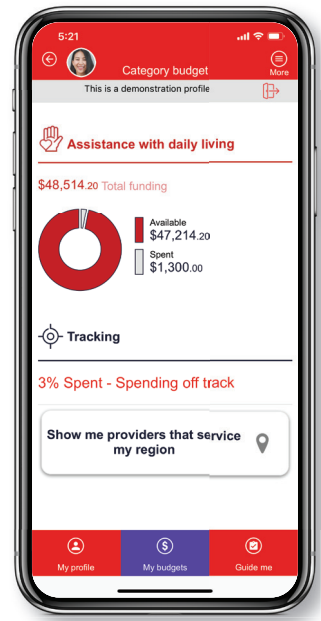 5:21
Category budget
More
This is a demonstration profile
Assistance with daily living
$48,514.20 Total funding
Available
$47,214.20
Spent
$1,300.00
Tracking
3% Spent - Spending off track
Show me providers that service
my region
$
My profile
My budgets
Guide me